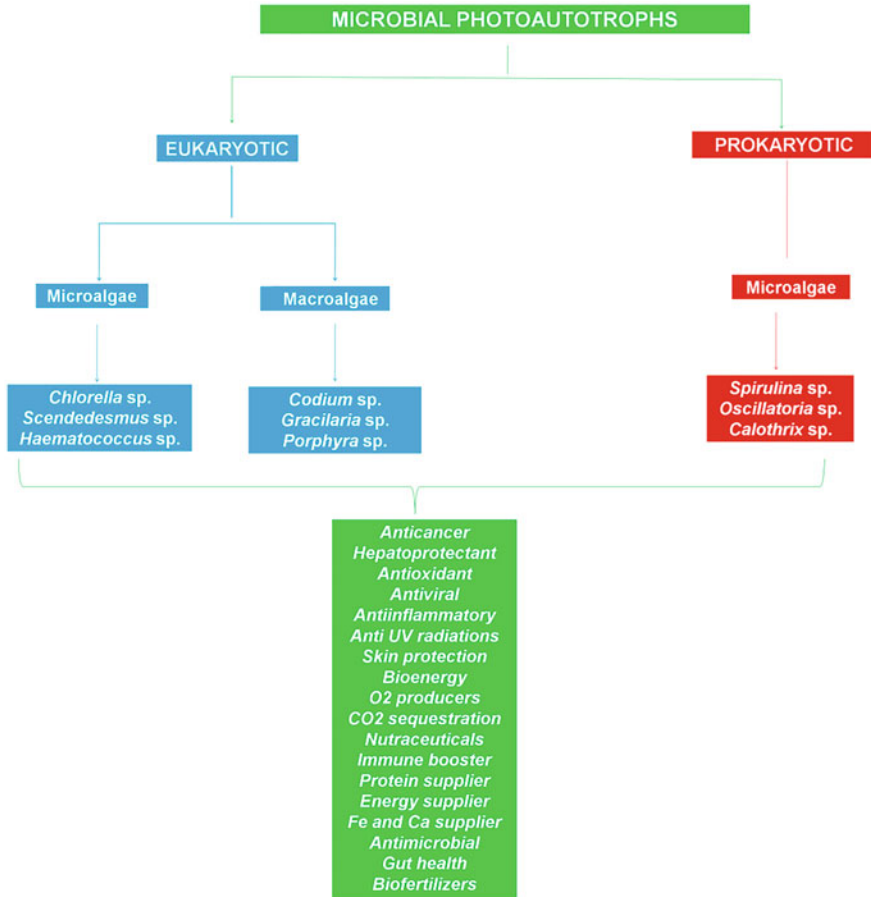 MICROBIAL PHOTOAUTOTROPHS
EUKARYOTIC
PROKARYOTIC
Microalgae
Macroalgae
Microalgae
Chlorella sp.
Scendedesmus sp.
Haematococcus sp.
Codium sp.
Gracilaria sp.
Porphyra sp.
Spirulina sp.
Oscillatoria sp.
Calothrix sp.
Anticancer
Hepatoprotectant
Antioxidant
Antiviral
Antiinflammatory
Anti UV radiations
Skin protection
Bioenergy
O2 producers
CO2 sequestration
Nutraceuticals
Immune booster
Protein supplier
Energy supplier
Fe and Ca supplier
Antimicrobial
Gut health
Biofertilizers